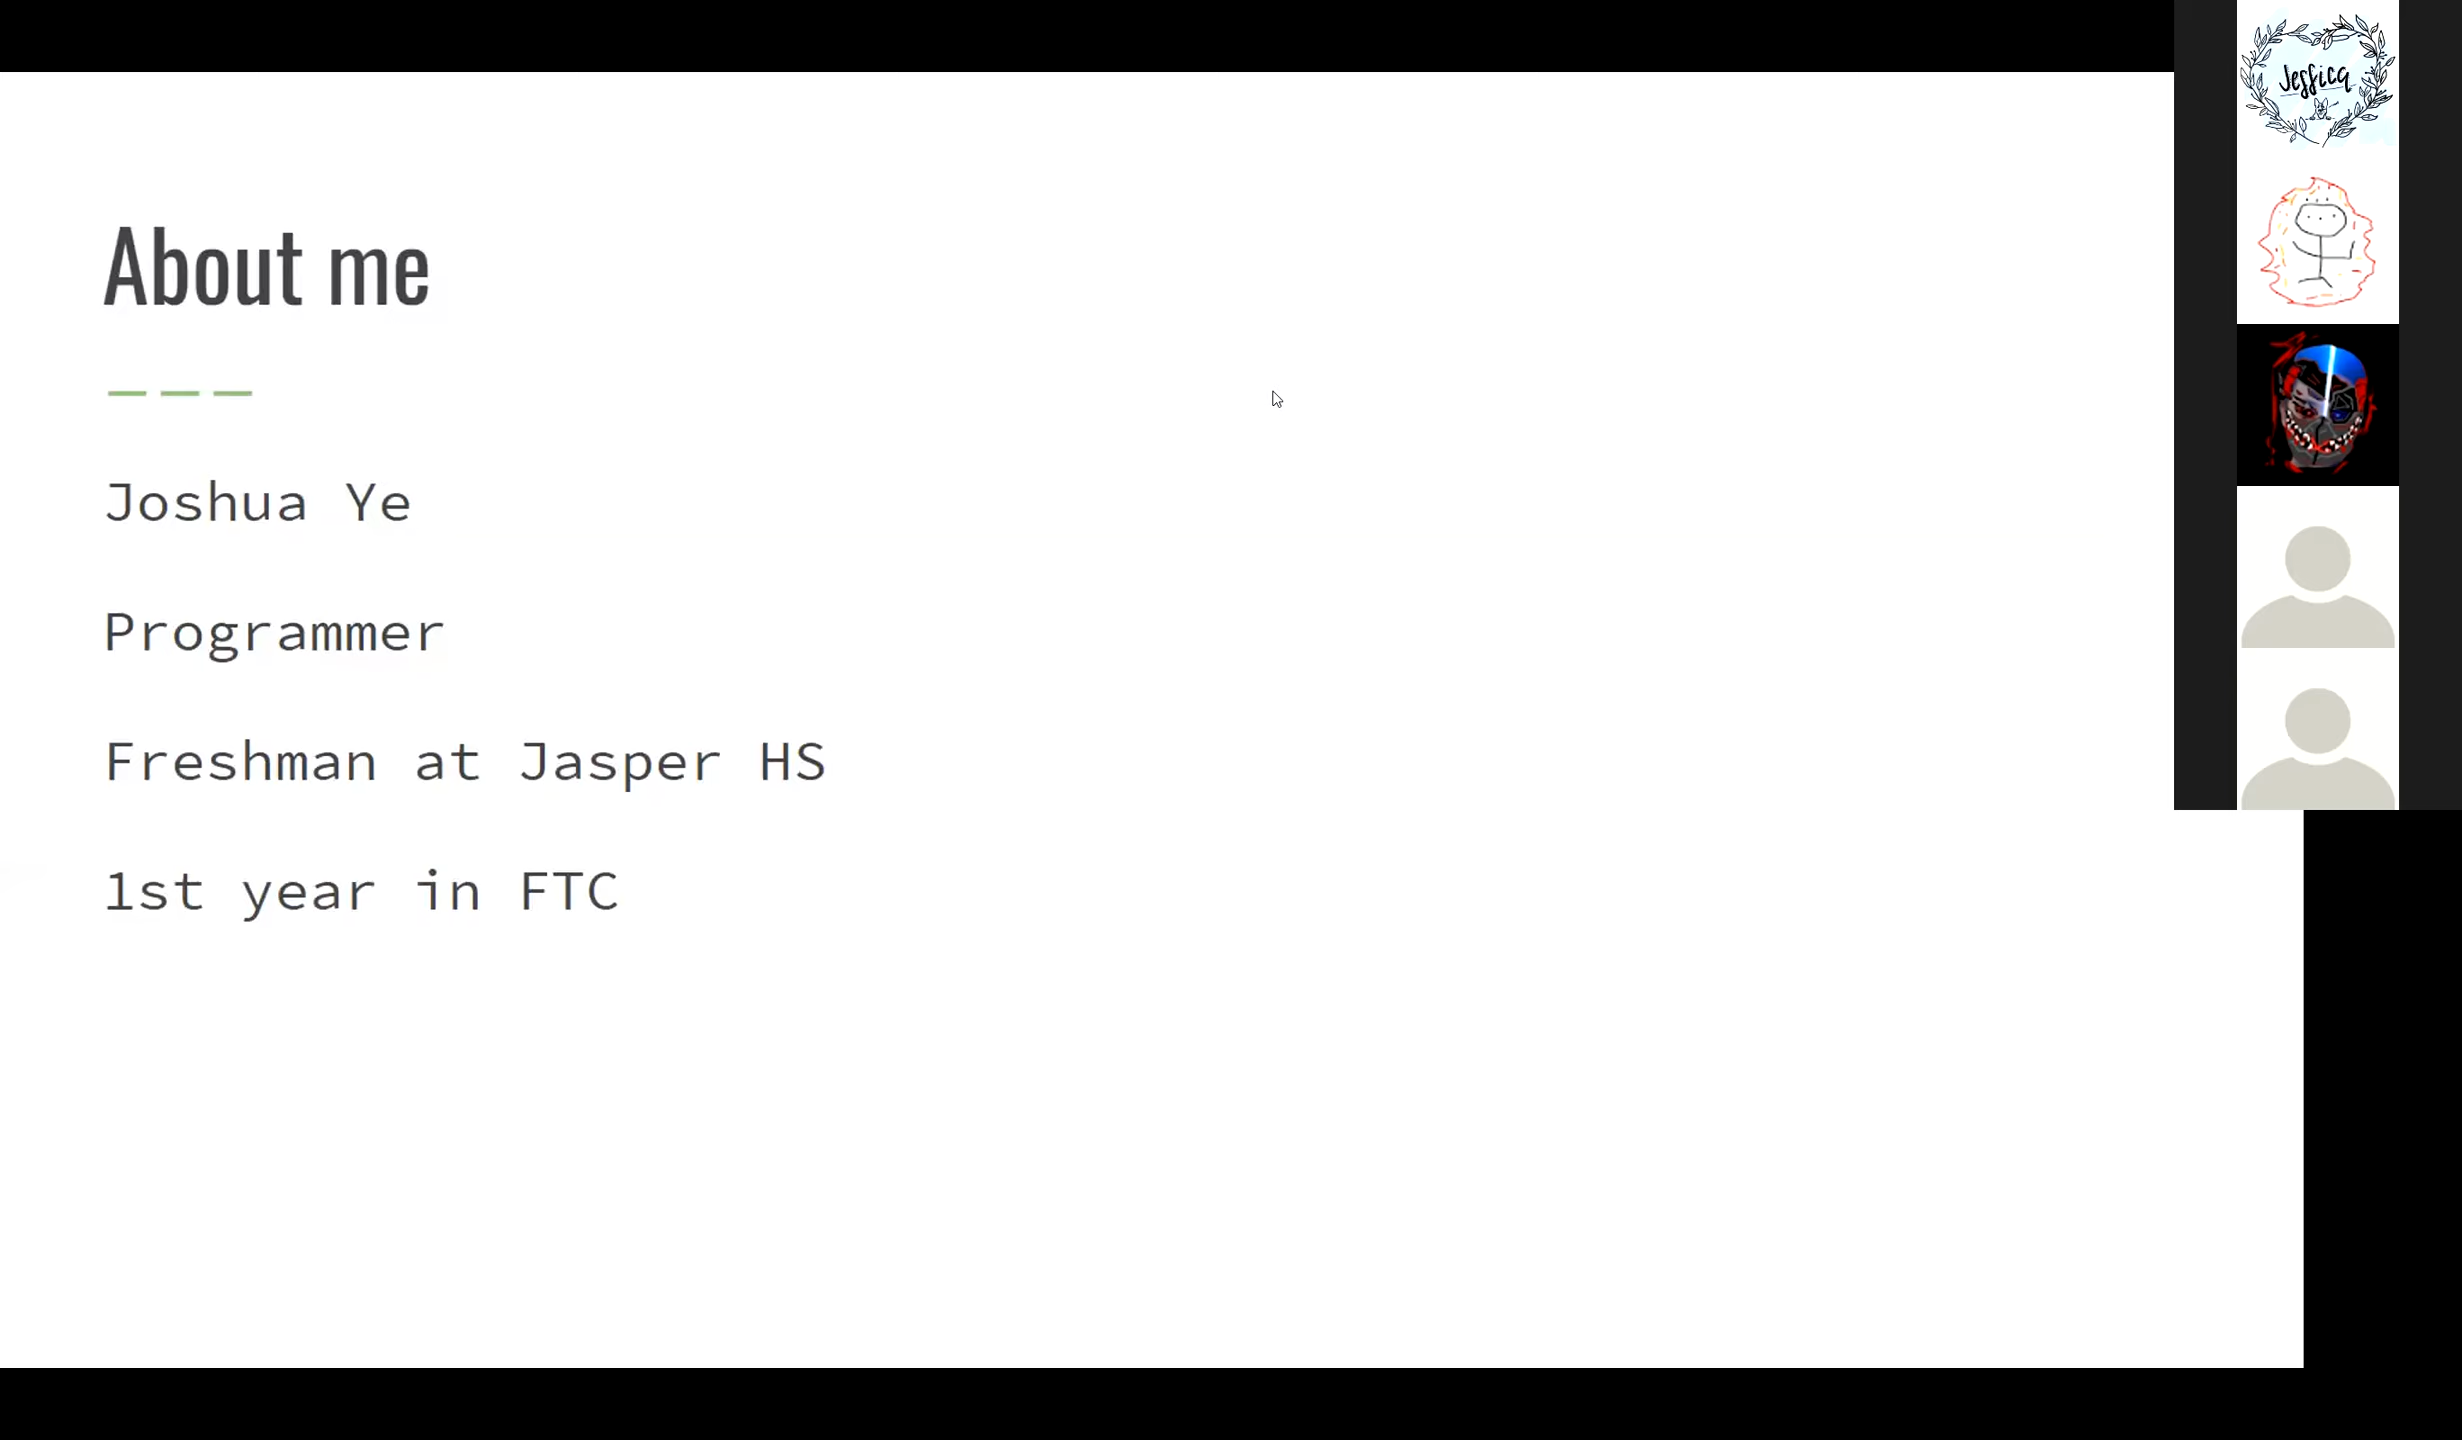 About me
Joshua Ye
Programmer
Freshman at Jasper HS
1st year in FTC
Jessica